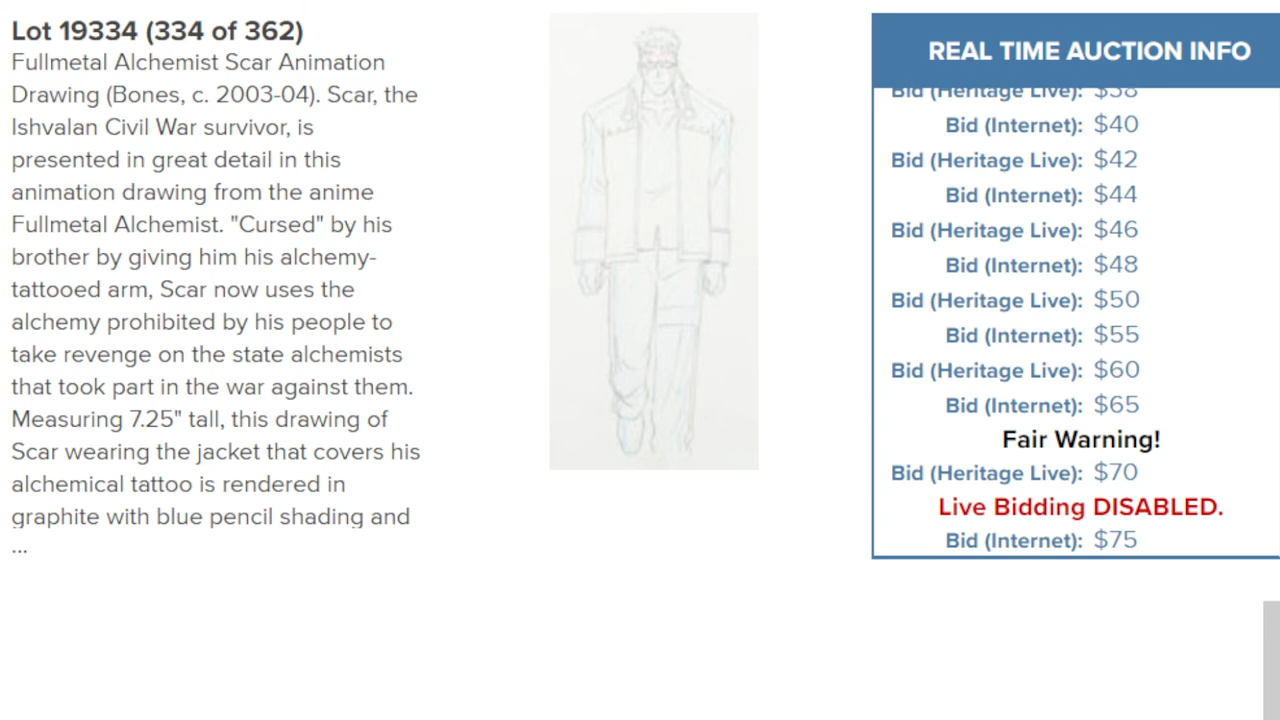 Lot 19334 (334 of 362)
Fullmetal Alchemist Scar Animation
Drawing (Bones, c. 2003-04). Scar, the
Ishvalan Civil War survivor, is
presented in great detail in this
animation drawing from the anime
Fullmetal Alchemist. "Cursed" by his
brother by giving him his alchemy-
tattooed arm, Scar now uses the
alchemy prohibited by his people to
take revenge on the state alchemists
that took part in the war against them.
Measuring 7.25" tall, this drawing of
Scar wearing the jacket that covers his
alchemical tattoo is rendered in
graphite with blue pencil shading and
...
REAL TIME AUCTION INFO
Bid (Heritage Live): $38
Bid (Internet): $40
Bid (Heritage Live): $42
Bid (Internet): $44
Bid (Heritage Live): $46
Bid (Internet): $48
Bid (Heritage Live): $50
Bid (Internet): $55
Bid (Heritage Live): $60
Bid (Internet): $65
Fair Warning!
Bid (Heritage Live): $70
Live Bidding DISABLED.
Bid (Internet): $75